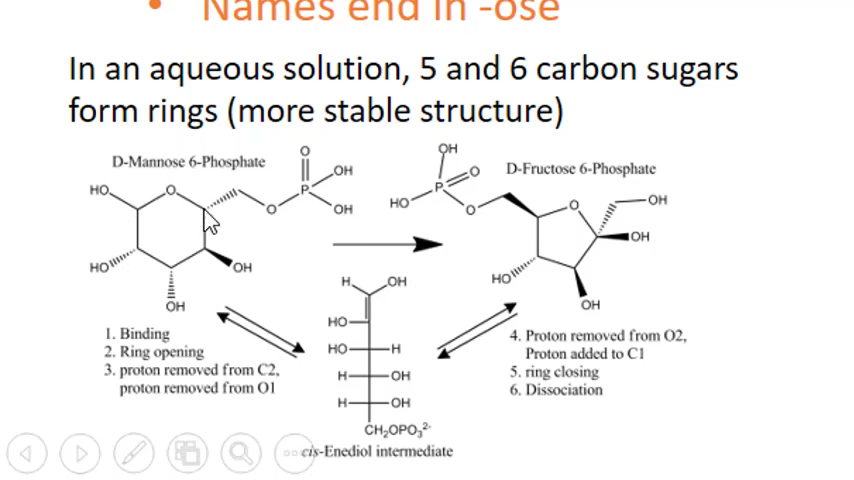 • Names end in -ose
In an aqueous solution, 5 and 6 carbon sugars
form rings (more stable structure)
D-Mannose 6-Phosphate
HO
O
O
O
P
OH
OH
HO
OH
OH
OH
P
O
HO
O
D-Fructose 6-Phosphate
O
OH
OH
HO
OH
H
OH
HO
HO
H
H
OH
H
OH
CH₂OPO₃²⁻
cis-Enediol intermediate
1. Binding
2. Ring opening
3. proton removed from C2,
proton removed from O1
4. Proton removed from O2,
Proton added to C1
5. ring closing
6. Dissociation